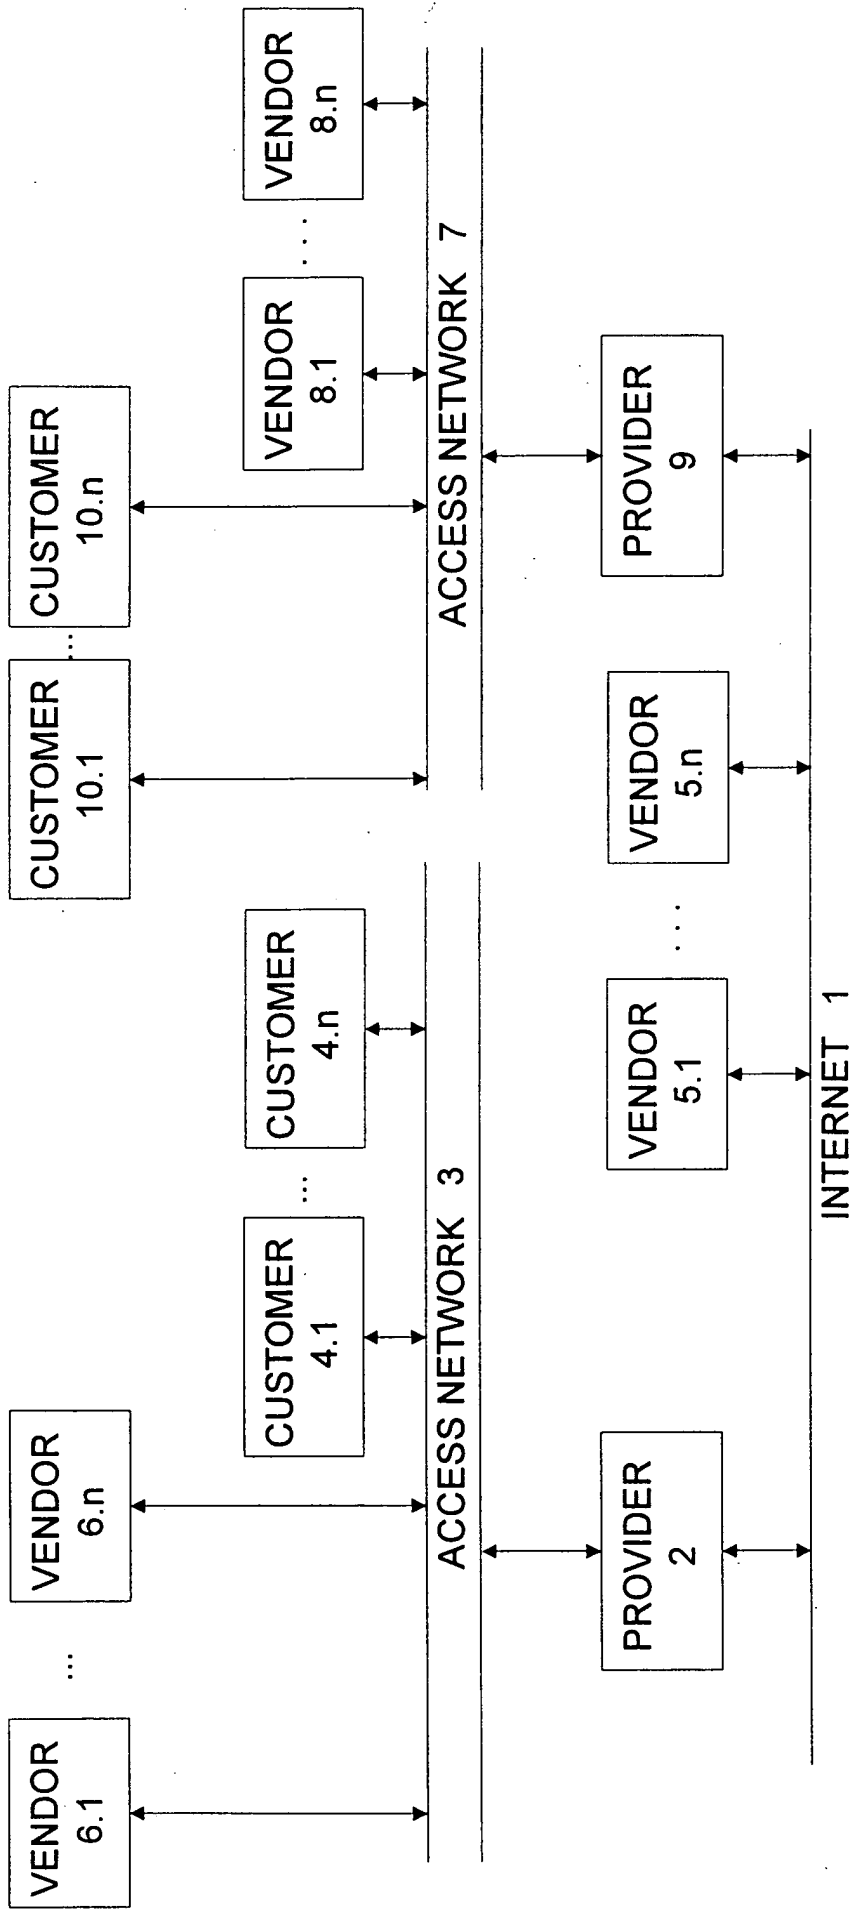 VENDOR
6.1
...
VENDOR
6.n
CUSTOMER
10.1
...
CUSTOMER
10.n
CUSTOMER
4.1
...
CUSTOMER
4.n
VENDOR
8.1
. . .
VENDOR
8.n
ACCESS NETWORK 3
ACCESS NETWORK 7
PROVIDER
2
VENDOR
5.1
. . .
VENDOR
5.n
PROVIDER
9
INTERNET 1